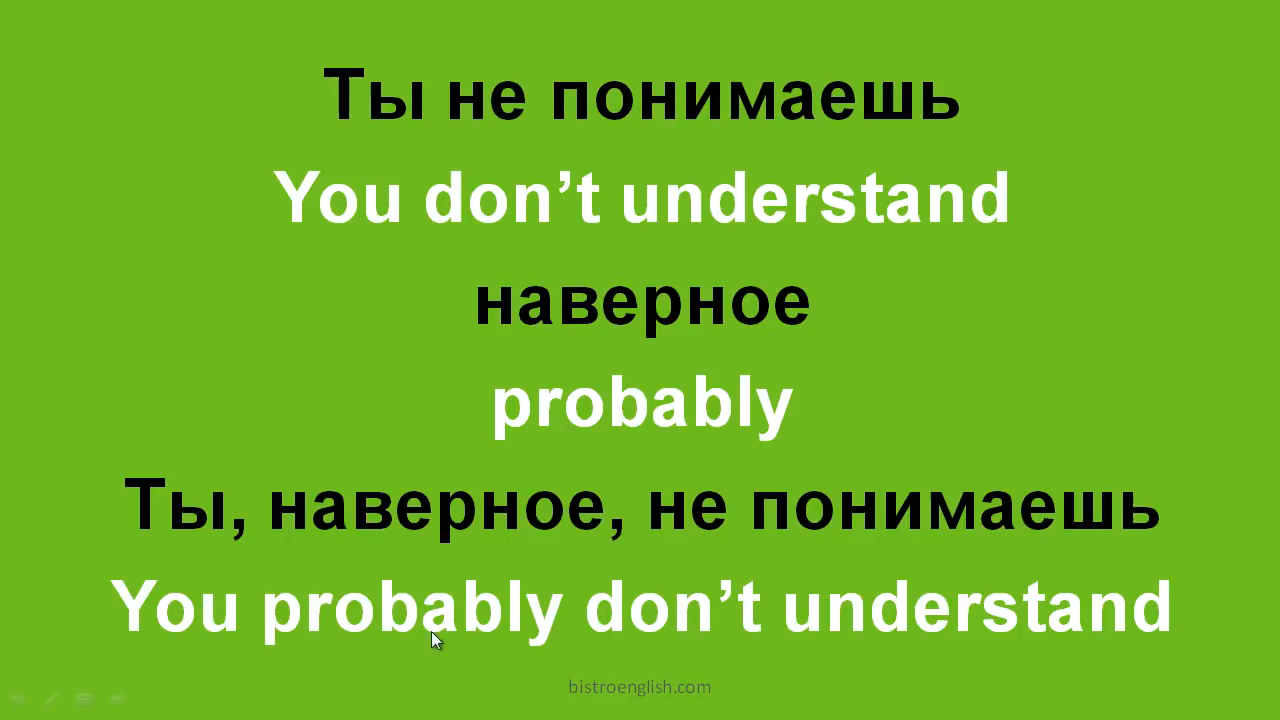 Ты не понимаешь
You don’t understand
наверное
probably
Ты, наверное, не понимаешь
You probably don’t understand
bistroenglish.com